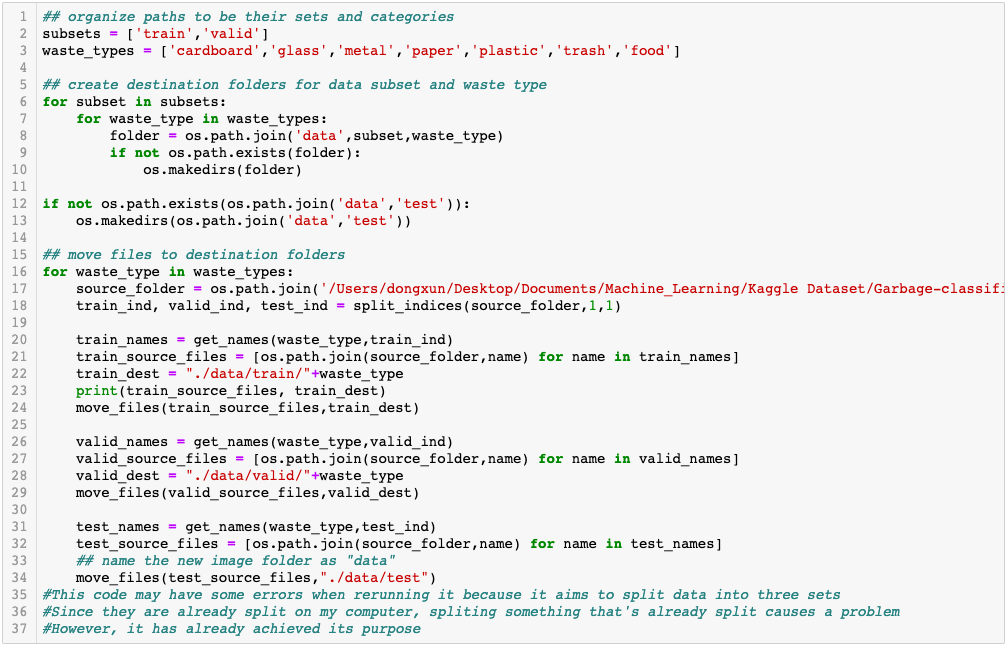 1 ## organize paths to be their sets and categories
2 subsets = ['train','valid']
3 waste_types = ['cardboard','glass','metal','paper','plastic','trash','food']
4
5 ## create destination folders for data subset and waste type
6 for subset in subsets:
7     for waste_type in waste_types:
8         folder = os.path.join('data',subset,waste_type)
9         if not os.path.exists(folder):
10             os.makedirs(folder)
11
12 if not os.path.exists(os.path.join('data','test')):
13     os.makedirs(os.path.join('data','test'))
14
15 ## move files to destination folders
16 for waste_type in waste_types:
17     source_folder = os.path.join('/Users/dongxun/Desktop/Documents/Machine_Learning/Kaggle Dataset/Garbage-classifi
18     train_ind, valid_ind, test_ind = split_indices(source_folder,1,1)
19
20     train_names = get_names(waste_type,train_ind)
21     train_source_files = [os.path.join(source_folder,name) for name in train_names]
22     train_dest = "./data/train/"+waste_type
23     print(train_source_files, train_dest)
24     move_files(train_source_files,train_dest)
25
26     valid_names = get_names(waste_type,valid_ind)
27     valid_source_files = [os.path.join(source_folder,name) for name in valid_names]
28     valid_dest = "./data/valid/"+waste_type
29     move_files(valid_source_files,valid_dest)
30
31     test_names = get_names(waste_type,test_ind)
32     test_source_files = [os.path.join(source_folder,name) for name in test_names]
33     ## name the new image folder as "data"
34     move_files(test_source_files,"./data/test")
35 #This code may have some errors when rerunning it because it aims to split data into three sets
36 #Since they are already split on my computer, spliting something that's already split causes a problem
37 #However, it has already achieved its purpose